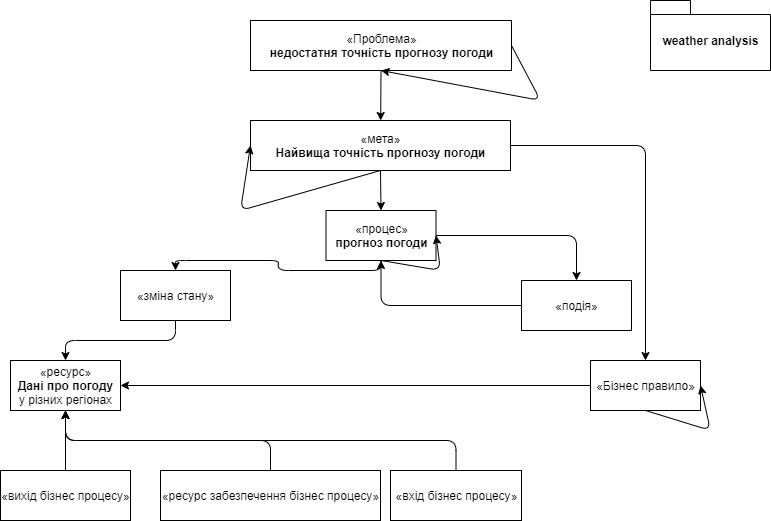 «Проблема»
недостатня точність прогнозу погоди
weather analysis
«мета»
Найвища точність прогнозу погоди
«процес»
прогноз погоди
«зміна стану»
«подія»
«ресурс»
Дані про погоду
у різних регіонах
«Бізнес правило»
«вихід бізнес процесу»
«ресурс забезпечення бізнес процесу»
«вхід бізнес процесу»